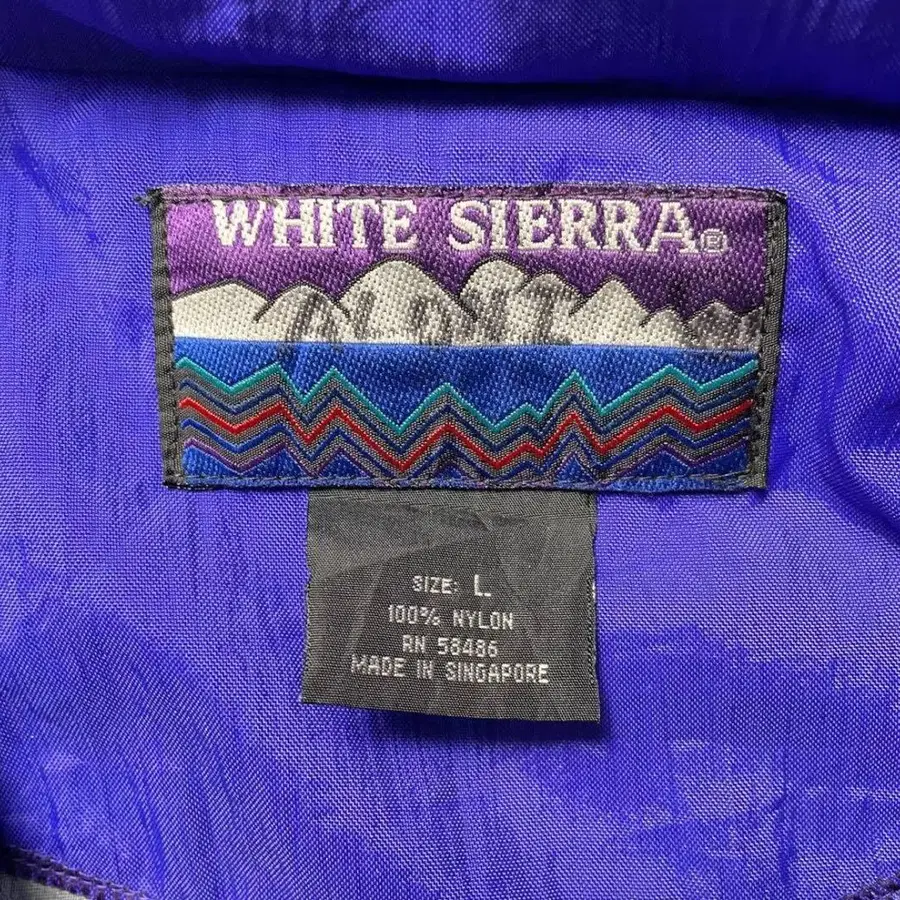 WHITE SIERRA®
SIZE: L
100% NYLON
RN 58486
MADE IN SINGAPORE